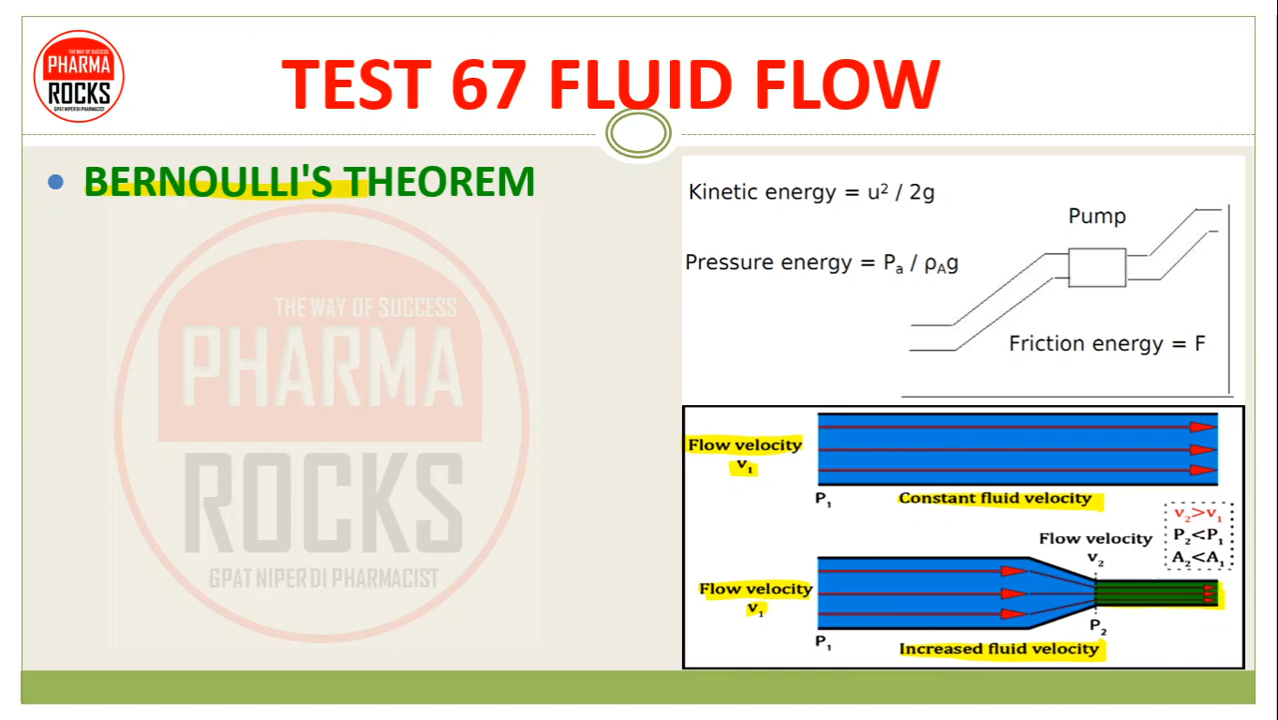 THE WAY OF SUCCESS
PHARMA
ROCKS
GPAT NIPER DI PHARMACIST
TEST 67 FLUID FLOW
• BERNOULLI'S THEOREM
THE WAY OF SUCCESS
PHARMA
ROCKS
GPAT NIPER DI PHARMACIST
Kinetic energy = u² / 2g
Pump
Pressure energy = Pₐ / ρ_A g
Friction energy = F
Flow velocity
v₁
P₁
Constant fluid velocity
v₂>v₁
P₂<P₁
A₂<A₁
Flow velocity
v₂
Flow velocity
v₁
P₁
P₂
Increased fluid velocity